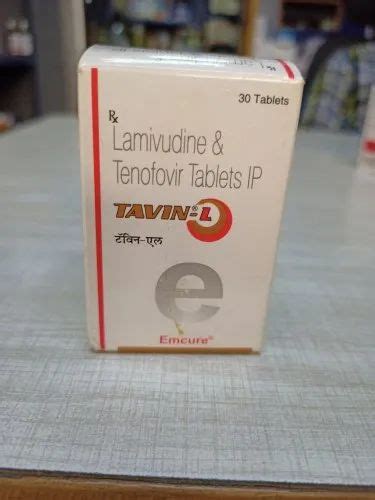 30 Tablets
Rx
Lamivudine &
Tenofovir Tablets IP
TAVIN®-L
टॅविन-एल
e
Emcure®